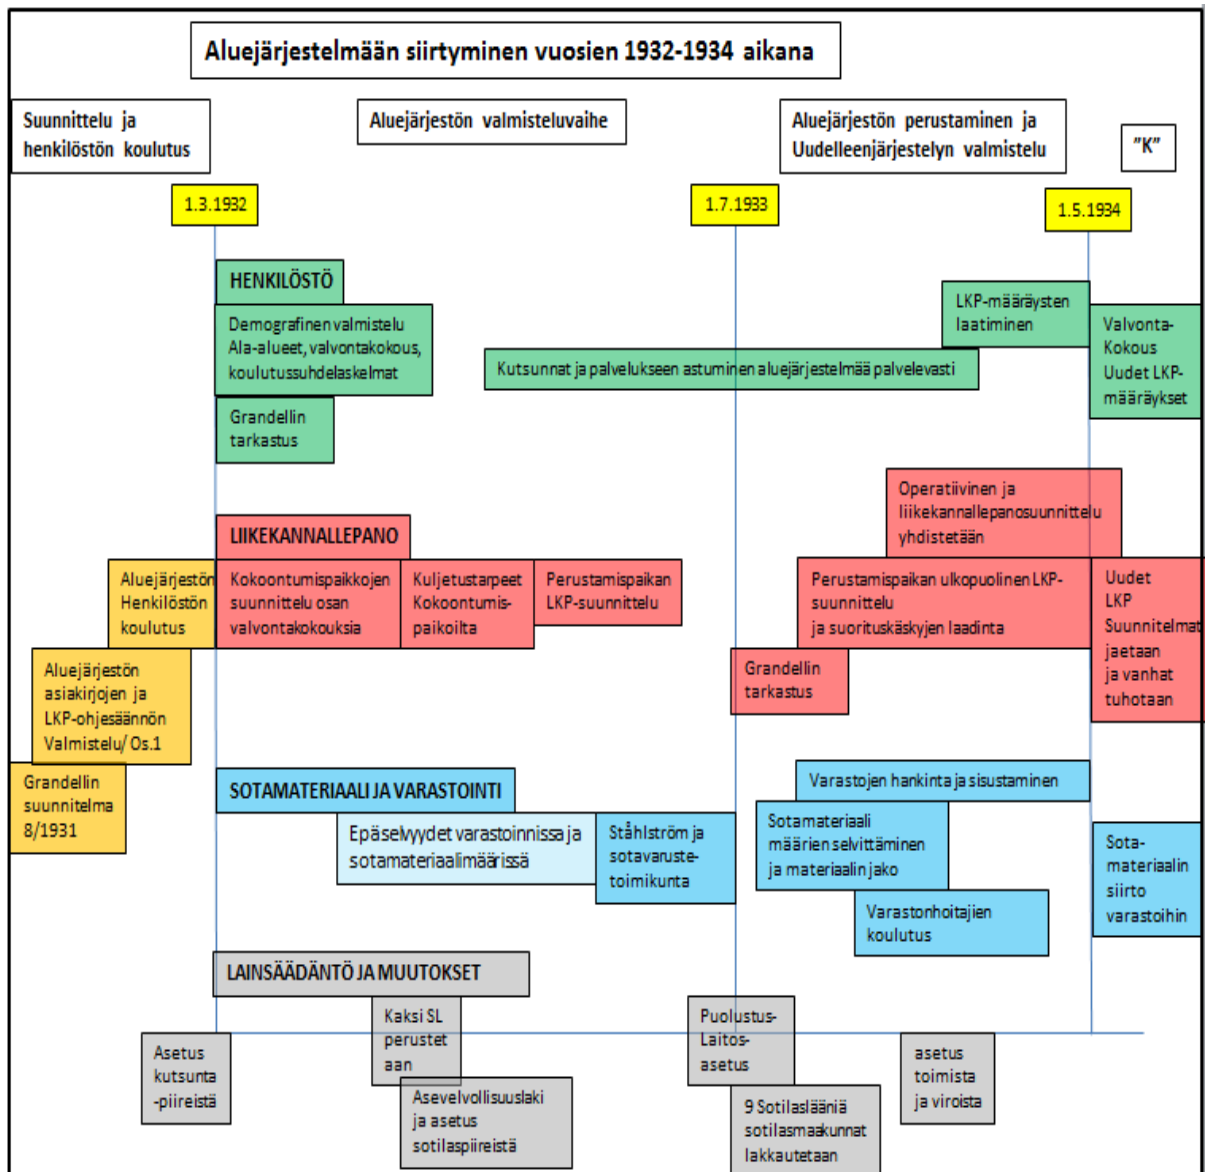 Aluejärjestelmään siirtyminen vuosien 1932-1934 aikana
Suunnittelu ja
henkilöstön koulutus
Aluejärjestön valmisteluvaihe
Aluejärjestön perustaminen ja
Uudelleenjärjestelyn valmistelu
"K"
1.3.1932
1.7.1933
1.5.1934
HENKILÖSTÖ
Demografinen valmistelu
Ala-alueet, valvontakokous,
koulutussuhdelaskelmat
Grandellin
tarkastus
Kutsunnat ja palvelukseen astuminen aluejärjestelmää palvelevasti
LKP-määräysten
laatiminen
Valvonta-
Kokous
Uudet LKP-
määräykset
LIIKEKANNALLEPANO
Aluejärjestön
Henkilöstön
koulutus
Kokoontumispaikkojen
suunnittelu osan
valvontakokouksia
Kuljetustarpeet
Kokoontumis-
paikoilta
Perustamispaikan
LKP-suunnittelu
Operatiivinen ja
liikekannallepanosuunnittelu
yhdistetään
Perustamispaikan ulkopuolinen LKP-
suunnittelu
ja suorituskäskyjen laadinta
Uudet
LKP
Suunnitelmat
jaetaan
ja vanhat
tuhotaan
Grandellin
tarkastus
Aluejärjestön
asiakirjojen ja
LKP-ohjesäännön
Valmistelu/ Os.1
Grandellin
suunnitelma
8/1931
SOTAMATERIAALI JA VARASTOINTI
Epäselvyydet varastoinnissa ja
sotamateriaalimäärissä
Ståhlström ja
sotavaruste-
toimikunta
Varastojen hankinta ja sisustaminen
Sotamateriaali
määrien selvittäminen
ja materiaalin jako
Varastonhoitajien
koulutus
Sota-
materiaalin
siirto
varastoihin
LAINSÄÄDÄNTÖ JA MUUTOKSET
Asetus
kutsunta
-piireistä
Kaksi SL
perustet
aan
Asevelvollisuuslaki
ja asetus
sotilaspiireistä
Puolustus-
Laitos-
asetus
9 Sotilaslääniä
sotilasmaakunnat
lakkautetaan
asetus
toimista
ja viroista